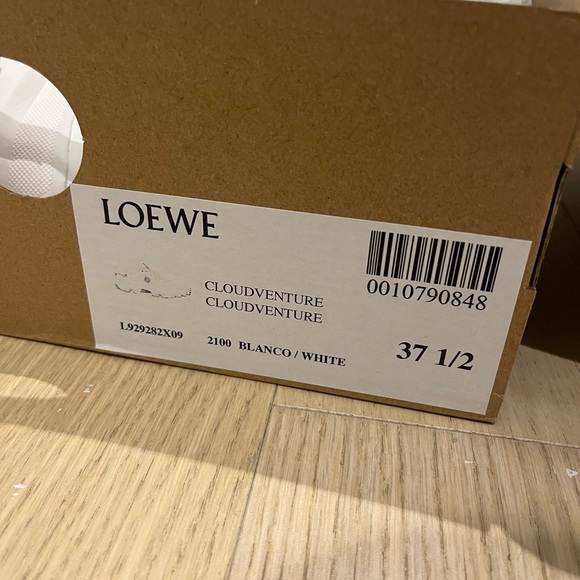 LOEWE
0010790848
CLOUDVENTURE
CLOUDVENTURE
L929282X09
2100 BLANCO / WHITE
37 1/2